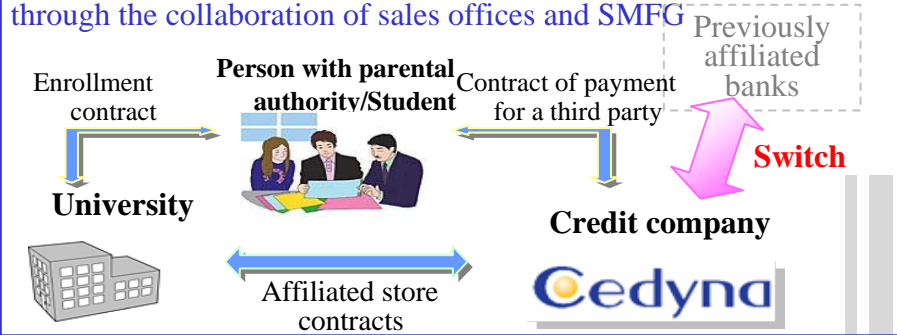 through the collaboration of sales offices and SMFG
Previously
affiliated
banks
Enrollment
contract
Person with parental
authority/Student
Contract of payment
for a third party
Switch
University
Credit company
Affiliated store
contracts
Cedyna